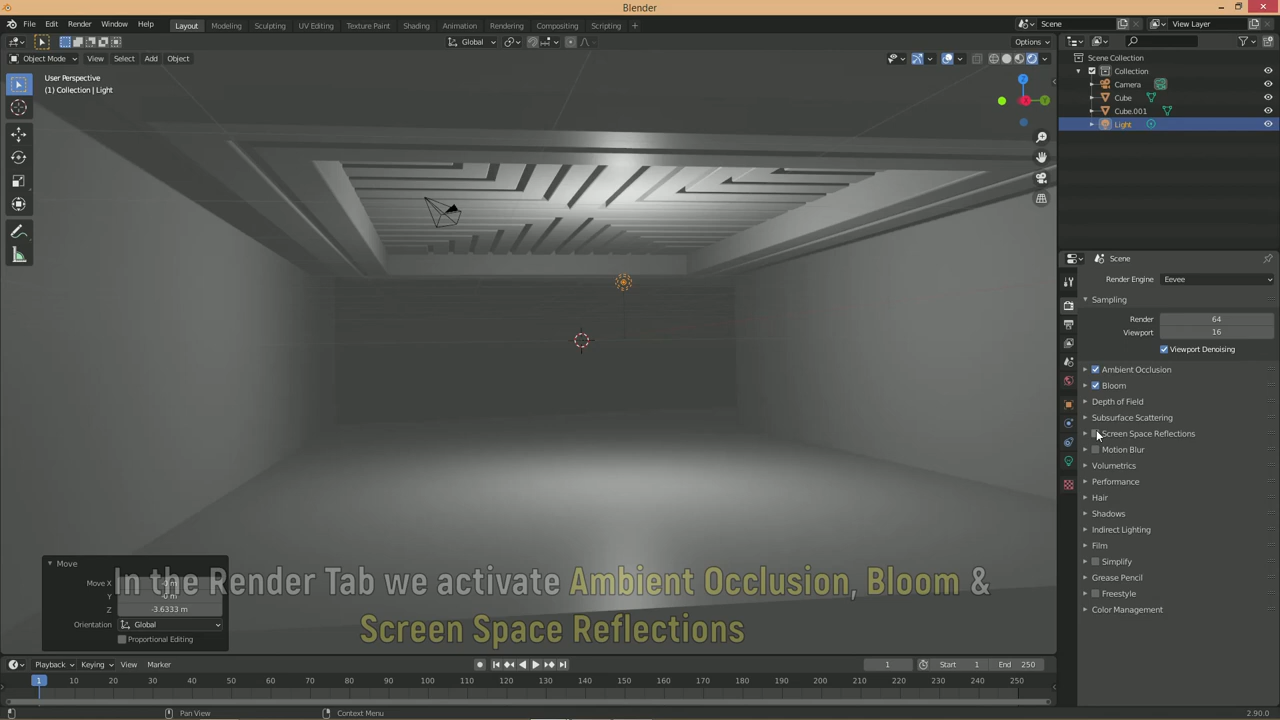 Blender
File Edit Render Window Help Layout Modeling Sculpting UV Editing Texture Paint Shading Animation Rendering Compositing Scripting + Scene View Layer
Global Options
Object Mode View Select Add Object
User Perspective
(1) Collection | Light
Scene Collection
Collection
Camera
Cube
Cube.001
Light
Scene
Render Engine Eevee
Sampling
Render 64
Viewport 16
Viewport Denoising
Ambient Occlusion
Bloom
Depth of Field
Subsurface Scattering
Screen Space Reflections
Motion Blur
Volumetrics
Performance
Hair
Shadows
Indirect Lighting
Film
Simplify
Grease Pencil
Freestyle
Color Management
Move
Move X -0 m
Y -0 m
Z -3.6333 m
Orientation Global
Proportional Editing
In the Render Tab we activate Ambient Occlusion, Bloom &
Screen Space Reflections
Playback Keying View Marker 1 Start 1 End 250
1 10 20 30 40 50 60 70 80 90 100 110 120 130 140 150 160 170 180 190 200 210 220 230 240 250
Pan View Context Menu 2.90.0